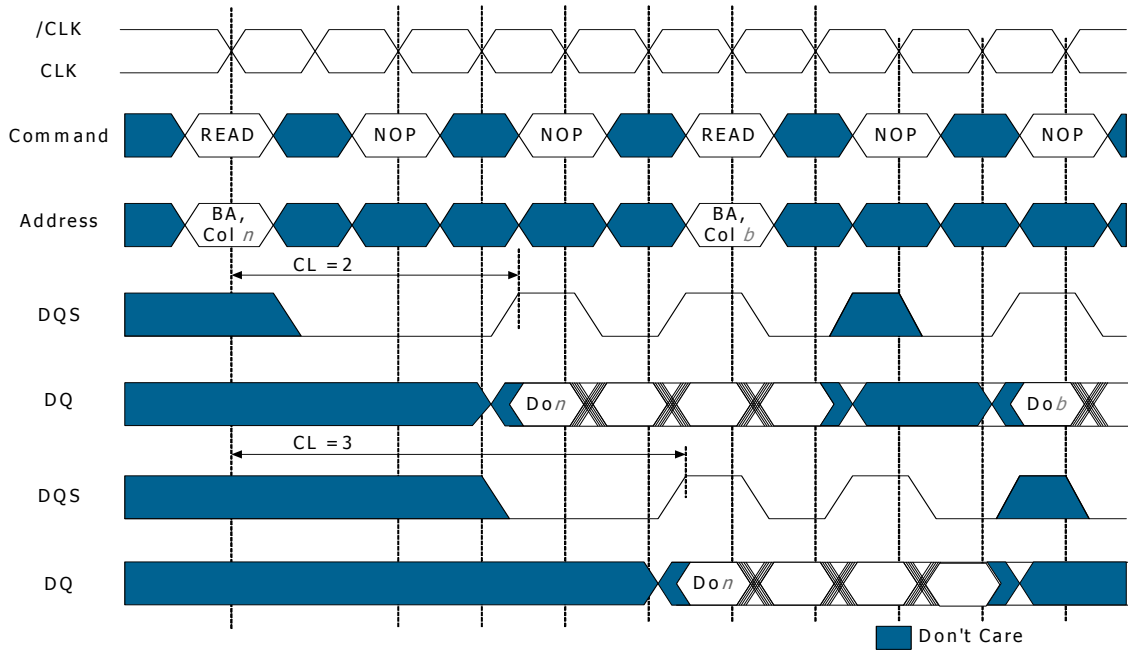 /CLK
CLK
Command
READ
NOP
NOP
READ
NOP
NOP
Address
BA,
Col n
BA,
Col b
CL = 2
DQS
DQ
Don
Dob
CL = 3
DQS
DQ
Don
Don't Care